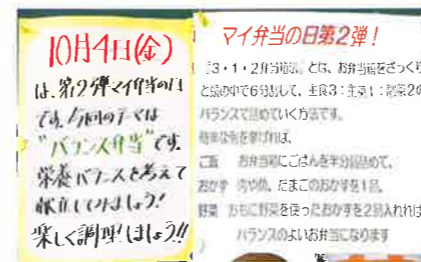 10月4日(金)
は、第2弾マイ弁当の日
です。今回のテーマは
"バランス弁当"です。
栄養バランスを考えて
献立してみましょう!
楽しく調理しましょう!!
マイ弁当の日第2弾!
『3・1・2弁当箱法』とは、お弁当箱をざっくり
と頭の中で6分割して、主食3:主菜1:副菜2の
バランスで詰めていく方法です。
簡単な例を挙げれば、
ご飯 お弁当箱にごはんを半分詰めて、
おかず 肉や魚、たまごのおかずを1品、
野菜 おもに野菜を使ったおかずを2品入れれば
バランスのよいお弁当になります